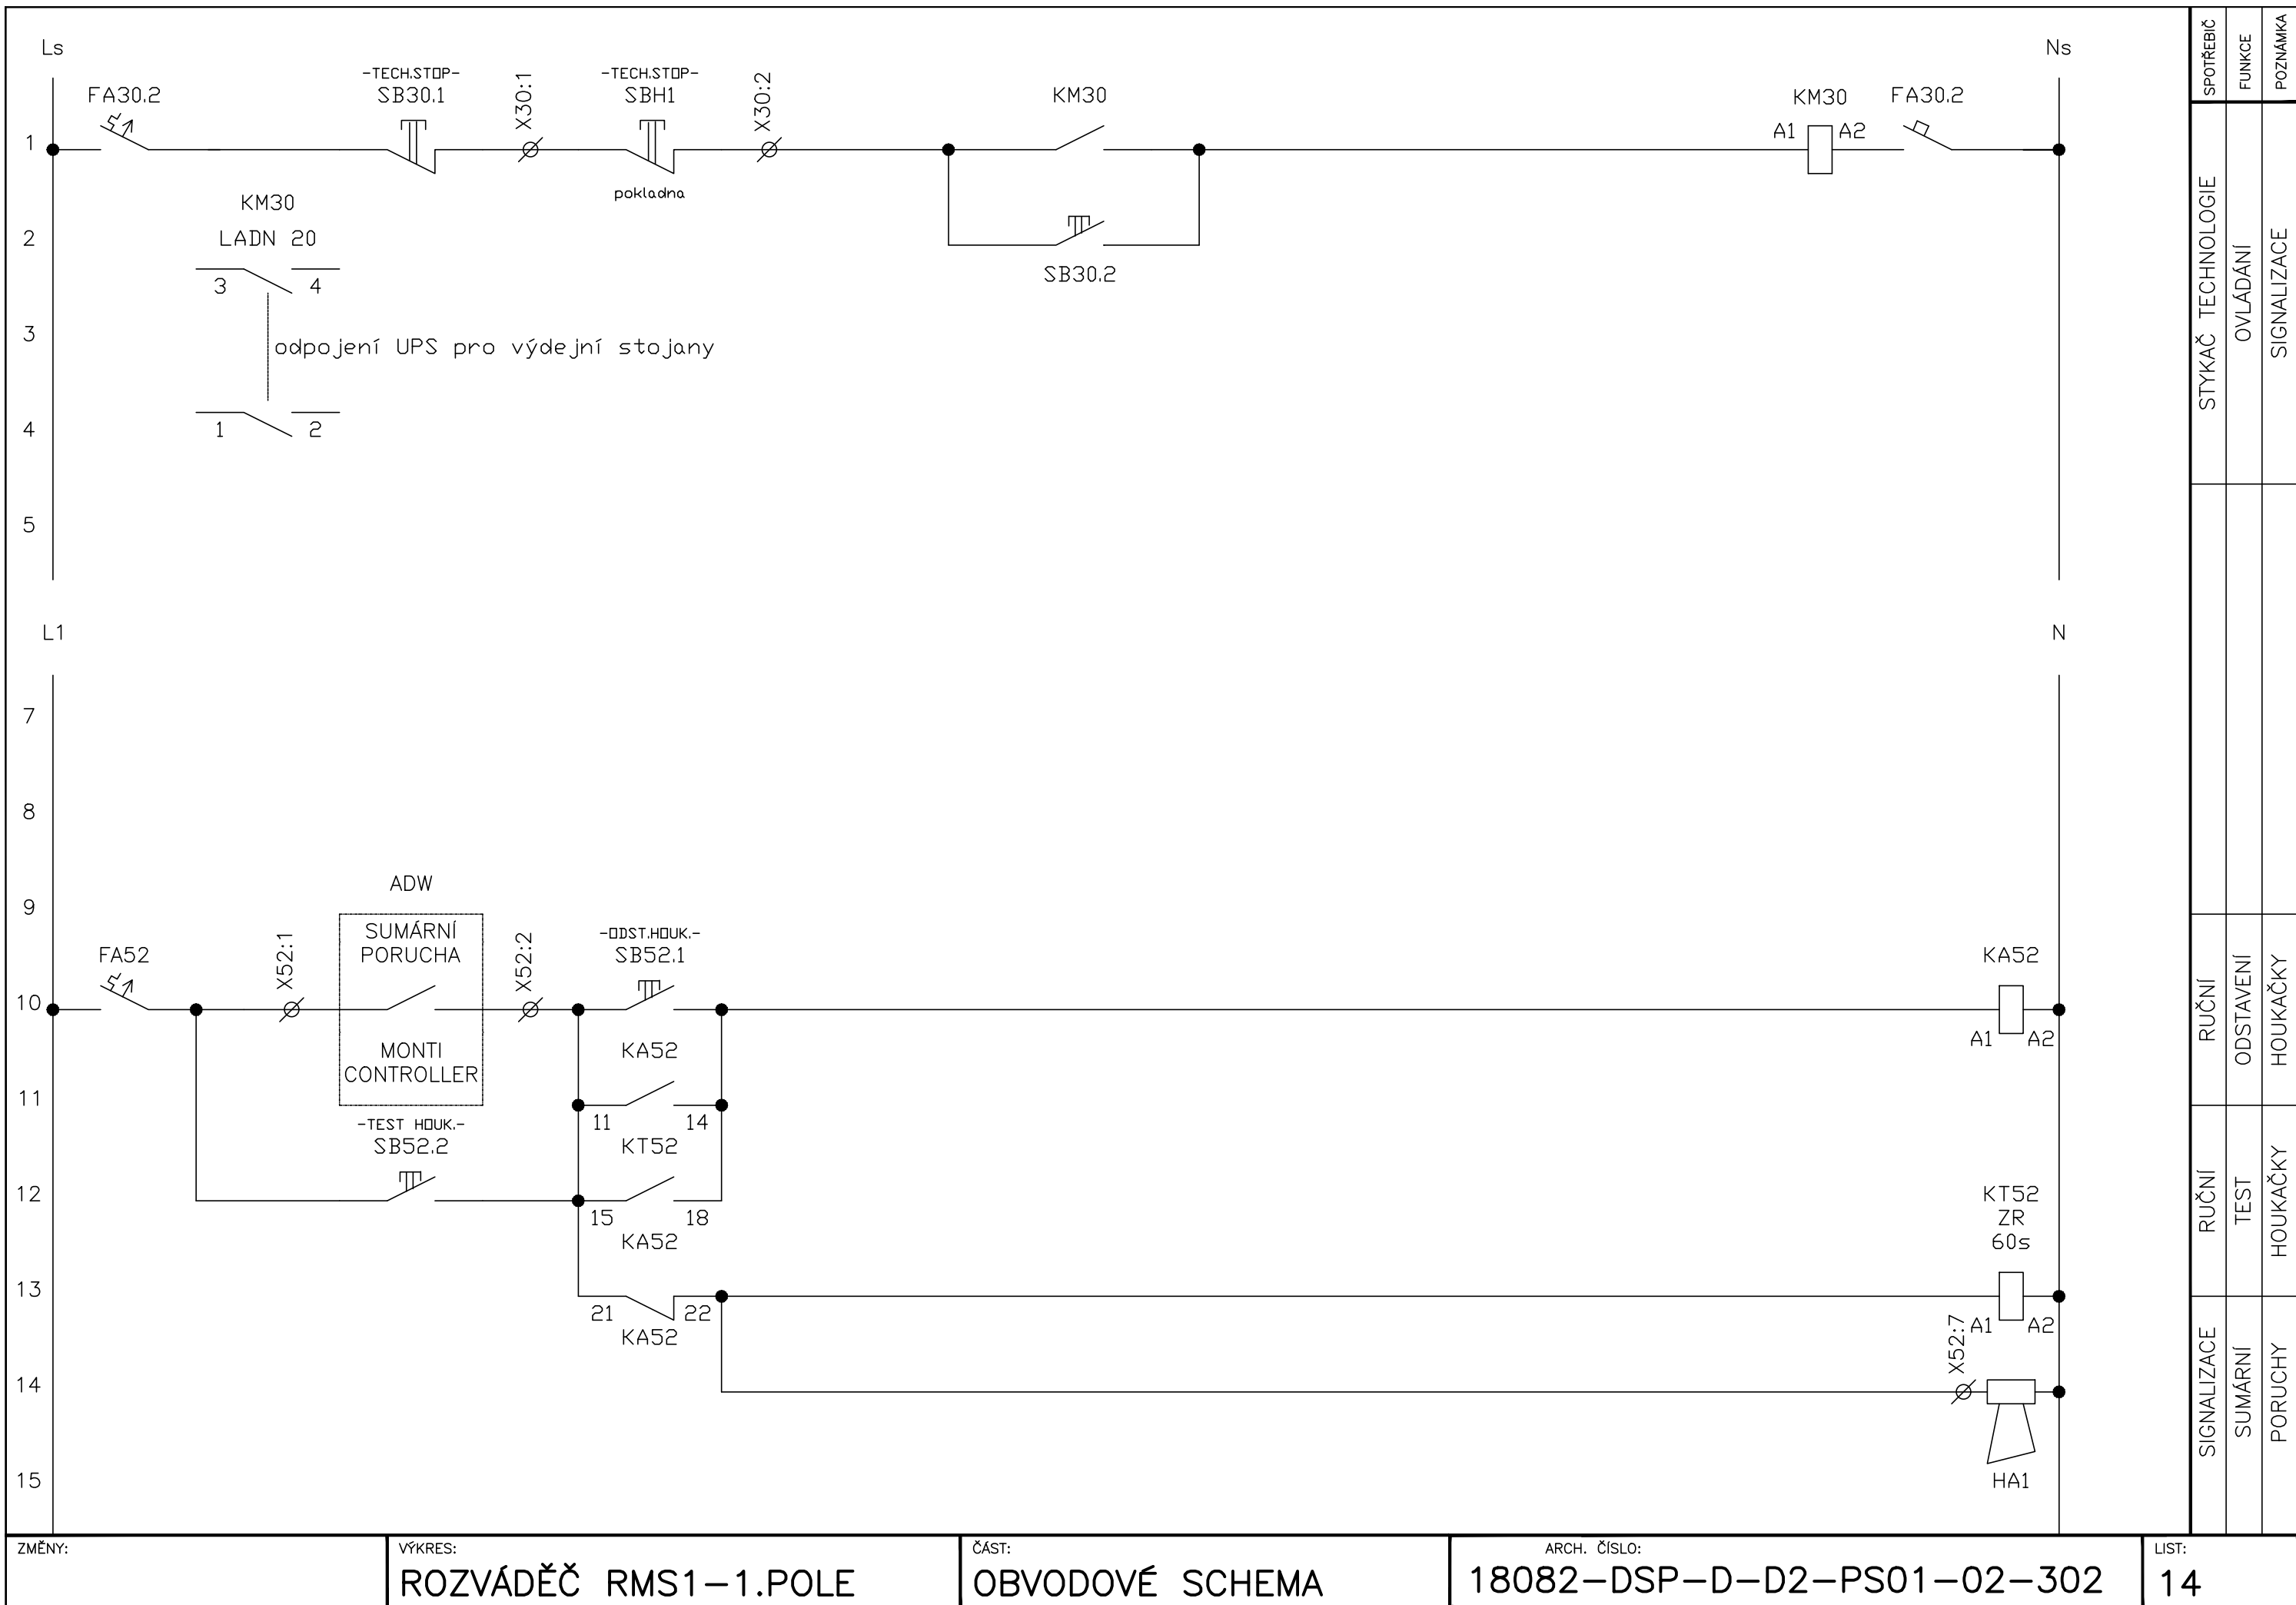 Ls
Ns
FA30.2
-TECH.STOP-
SB30.1
X30:1
-TECH.STOP-
SBH1
X30:2
KM30
KM30
FA30.2
A1
A2
1
pokladna
KM30
2
LADN 20
SB30.2
3
4
3
odpojení UPS pro výdejní stojany
4
1
2
5
L1
N
7
8
ADW
9
SUMÁRNÍ
PORUCHA
-ODST.HOUK.-
SB52.1
FA52
X52:1
X52:2
KA52
10
A1
A2
MONTI
CONTROLLER
KA52
11
11
14
-TEST HOUK.-
SB52.2
KT52
12
15
18
KA52
KT52
ZR
60s
13
21
22
KA52
A1
A2
X52:7
14
15
HA1
SPOTŘEBIČ
FUNKCE
POZNÁMKA
STYKAČ TECHNOLOGIE
OVLÁDÁNÍ
SIGNALIZACE
RUČNÍ
ODSTAVENÍ
HOUKAČKY
RUČNÍ
TEST
HOUKAČKY
SIGNALIZACE
SUMÁRNÍ
PORUCHY
ZMĚNY:
VÝKRES:
ROZVÁDĚČ RMS1-1.POLE
ČÁST:
OBVODOVÉ SCHEMA
ARCH. ČÍSLO:
18082-DSP-D-D2-PS01-02-302
LIST:
14